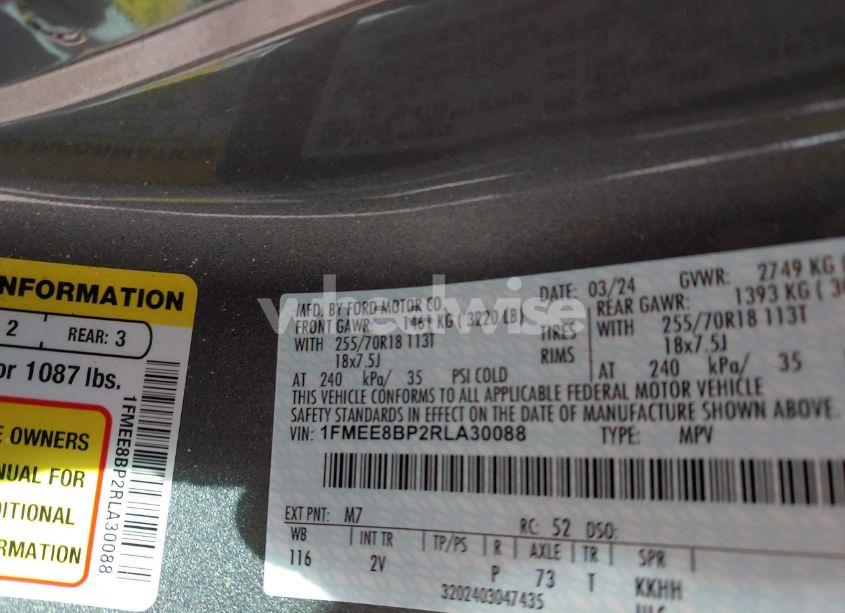 INFORMATION
2 REAR: 3
or 1087 lbs.
OWNERS
FOR
INFORMATION
1FMEE8BP2RLA30088
wheelwise
MFD. BY FORD MOTOR CO.
DATE: 03/24 GVWR: 2749 KG
FRONT GAWR: 1461 KG ( 3220 LB)
REAR GAWR: 1393 KG
WITH 255/70R18 113T TIRES WITH 255/70R18 113T
18x7.5J RIMS 18x7.5J
AT 240 kPa/ 35 PSI COLD AT 240 kPa/ 35
THIS VEHICLE CONFORMS TO ALL APPLICABLE FEDERAL MOTOR VEHICLE
SAFETY STANDARDS IN EFFECT ON THE DATE OF MANUFACTURE SHOWN ABOVE.
VIN: 1FMEE8BP2RLA30088 TYPE: MPV
EXT PNT: M7 RC: 52 DSO:
WB INT TR TP/PS R AXLE TR SPR
116 2V P 73 T KKHH
3202403047435